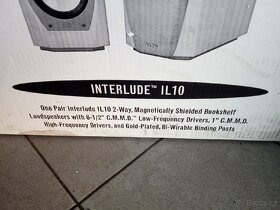 INTERLUDE™ IL10
One Pair Interlude IL10 2-Way, Magnetically Shielded Bookshelf
Loudspeakers with 6-1/2" C.M.M.D.™ Low-Frequency Drivers, 1" C.M.M.D.
High-Frequency Drivers, and Gold-Plated, Bi-Wirable Binding Posts